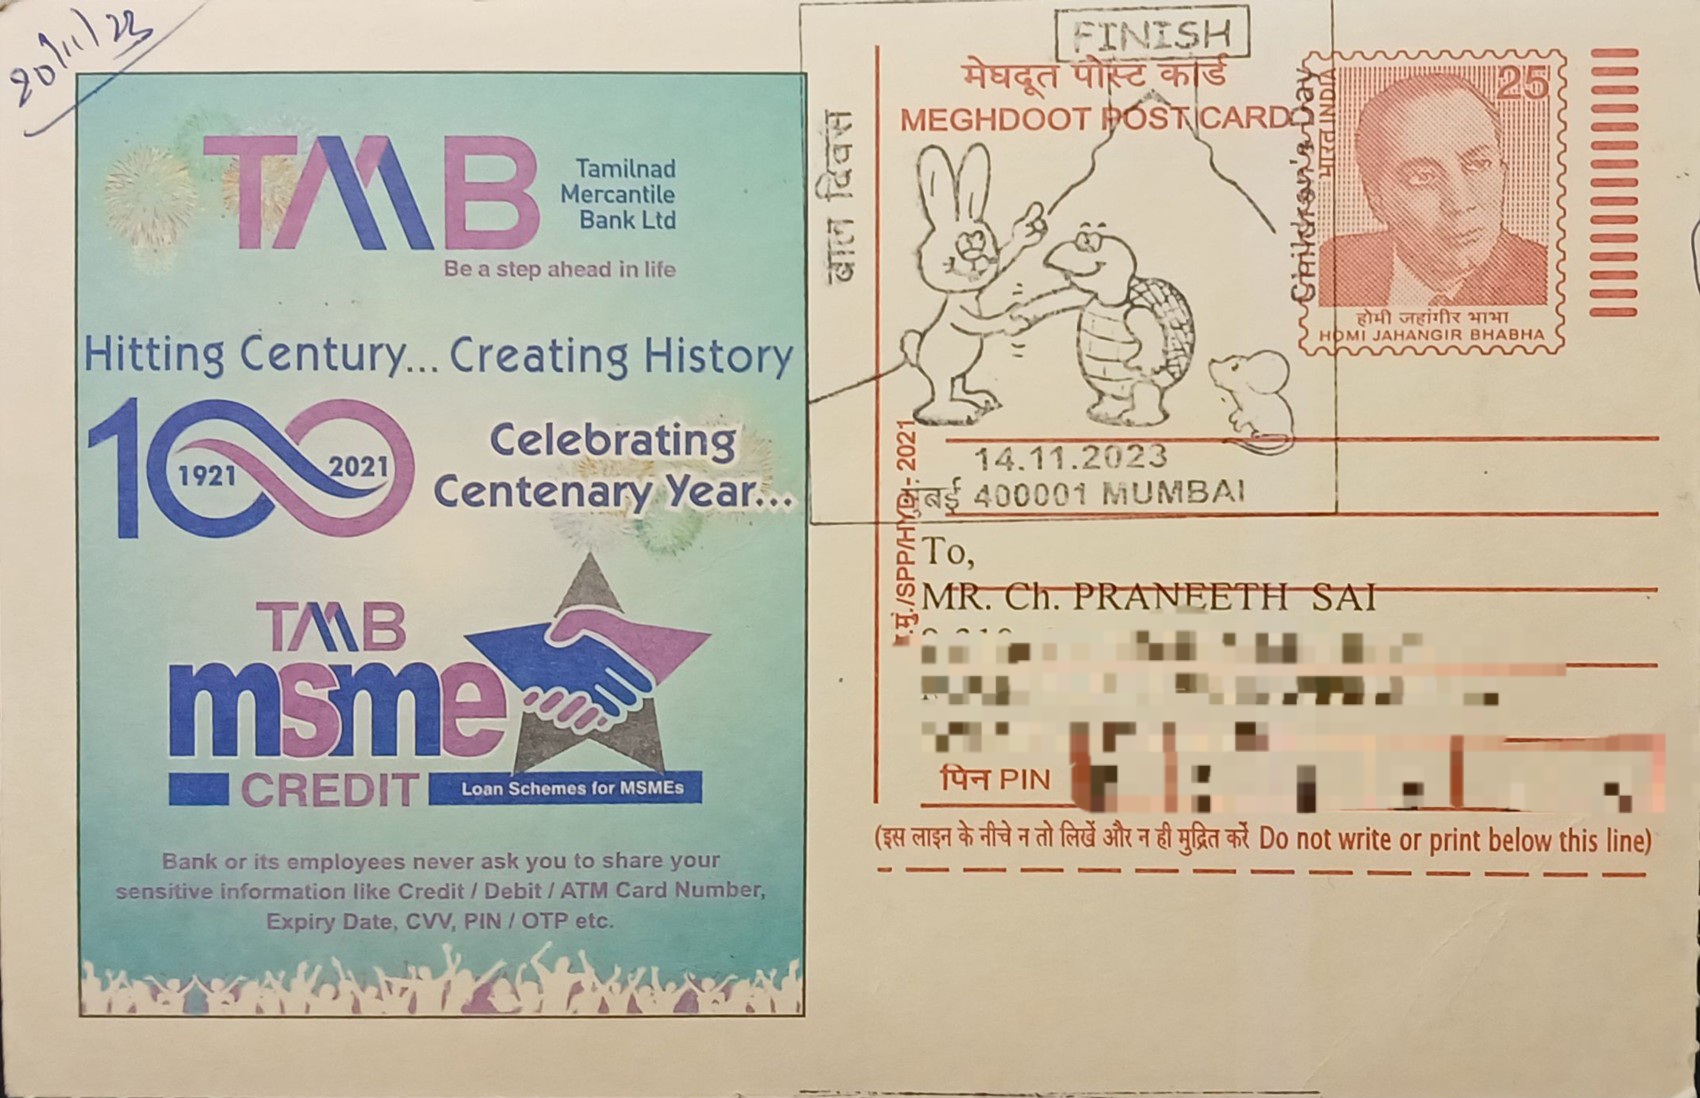 20/11/23
TMB
Tamilnad
Mercantile
Bank Ltd
Be a step ahead in life
Hitting Century... Creating History
100
1921
2021
Celebrating
Centenary Year...
TMB
msme
CREDIT
Loan Schemes for MSMEs
Bank or its employees never ask you to share your
sensitive information like Credit / Debit / ATM Card Number,
Expiry Date, CVV, PIN / OTP etc.
FINISH
मेघदूत पोस्ट कार्ड
MEGHDOOT POST CARD
बाल दिवस
Children's Day
भारत INDIA
25
होमी जहांगीर भाभा
HOMI JAHANGIR BHABHA
14.11.2023
मुंबई 400001 MUMBAI
मु./SPP/HYD.: 2021
To,
MR. Ch. PRANEETH SAI
पिन PIN
(इस लाइन के नीचे न तो लिखें और न ही मुद्रित करें Do not write or print below this line)